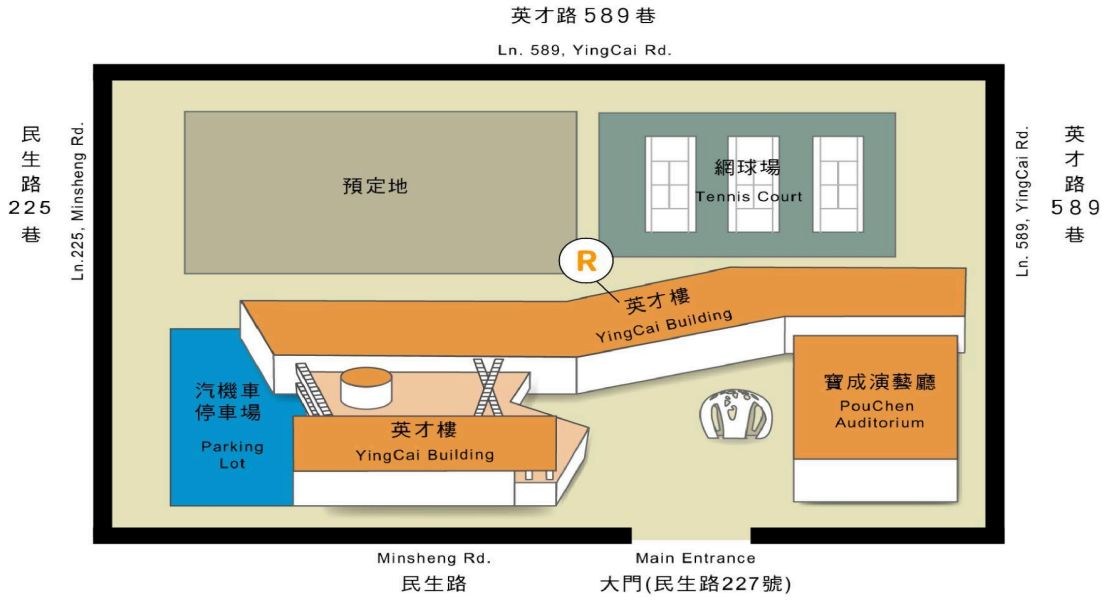 英才路589巷
Ln. 589, YingCai Rd.
民生路225巷
Ln.225, Minsheng Rd.
預定地
網球場
Tennis Court
Ln. 589, YingCai Rd.
英才路589巷
R
英才樓
YingCai Building
汽機車
停車場
Parking
Lot
英才樓
YingCai Building
寶成演藝廳
PouChen
Auditorium
Minsheng Rd.
民生路
Main Entrance
大門(民生路227號)